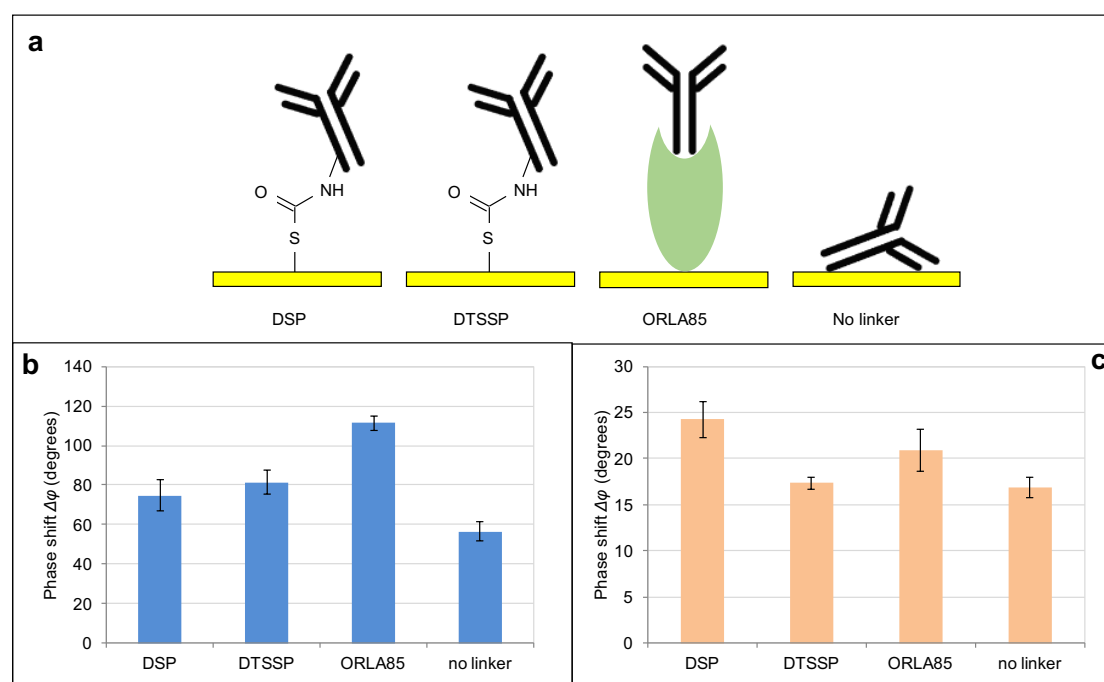 a
O
NH
S
O
NH
S
DSP
DTSSP
ORLA85
No linker
b
Phase shift Δφ (degrees)
140
120
100
80
60
40
20
0
DSP
DTSSP
ORLA85
no linker
c
Phase shift Δφ (degrees)
30
25
20
15
10
5
0
DSP
DTSSP
ORLA85
no linker